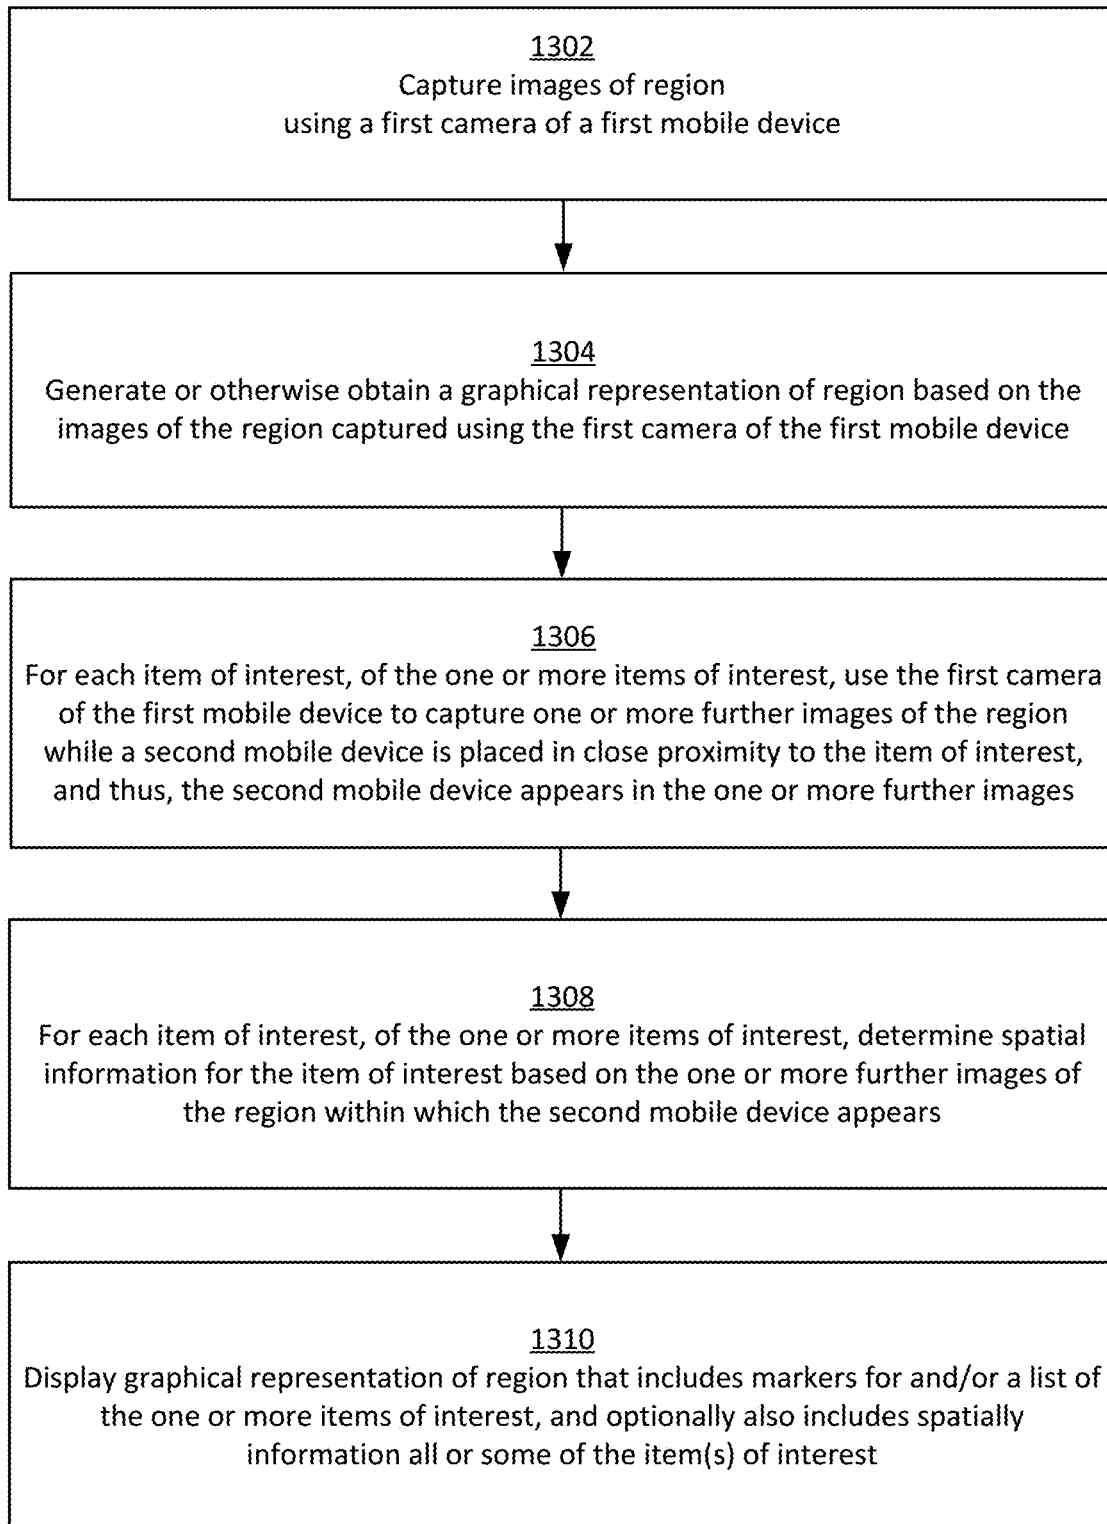 1302
Capture images of region
using a first camera of a first mobile device
1304
Generate or otherwise obtain a graphical representation of region based on the
images of the region captured using the first camera of the first mobile device
1306
For each item of interest, of the one or more items of interest, use the first camera
of the first mobile device to capture one or more further images of the region
while a second mobile device is placed in close proximity to the item of interest,
and thus, the second mobile device appears in the one or more further images
1308
For each item of interest, of the one or more items of interest, determine spatial
information for the item of interest based on the one or more further images of
the region within which the second mobile device appears
1310
Display graphical representation of region that includes markers for and/or a list of
the one or more items of interest, and optionally also includes spatially
information all or some of the item(s) of interest